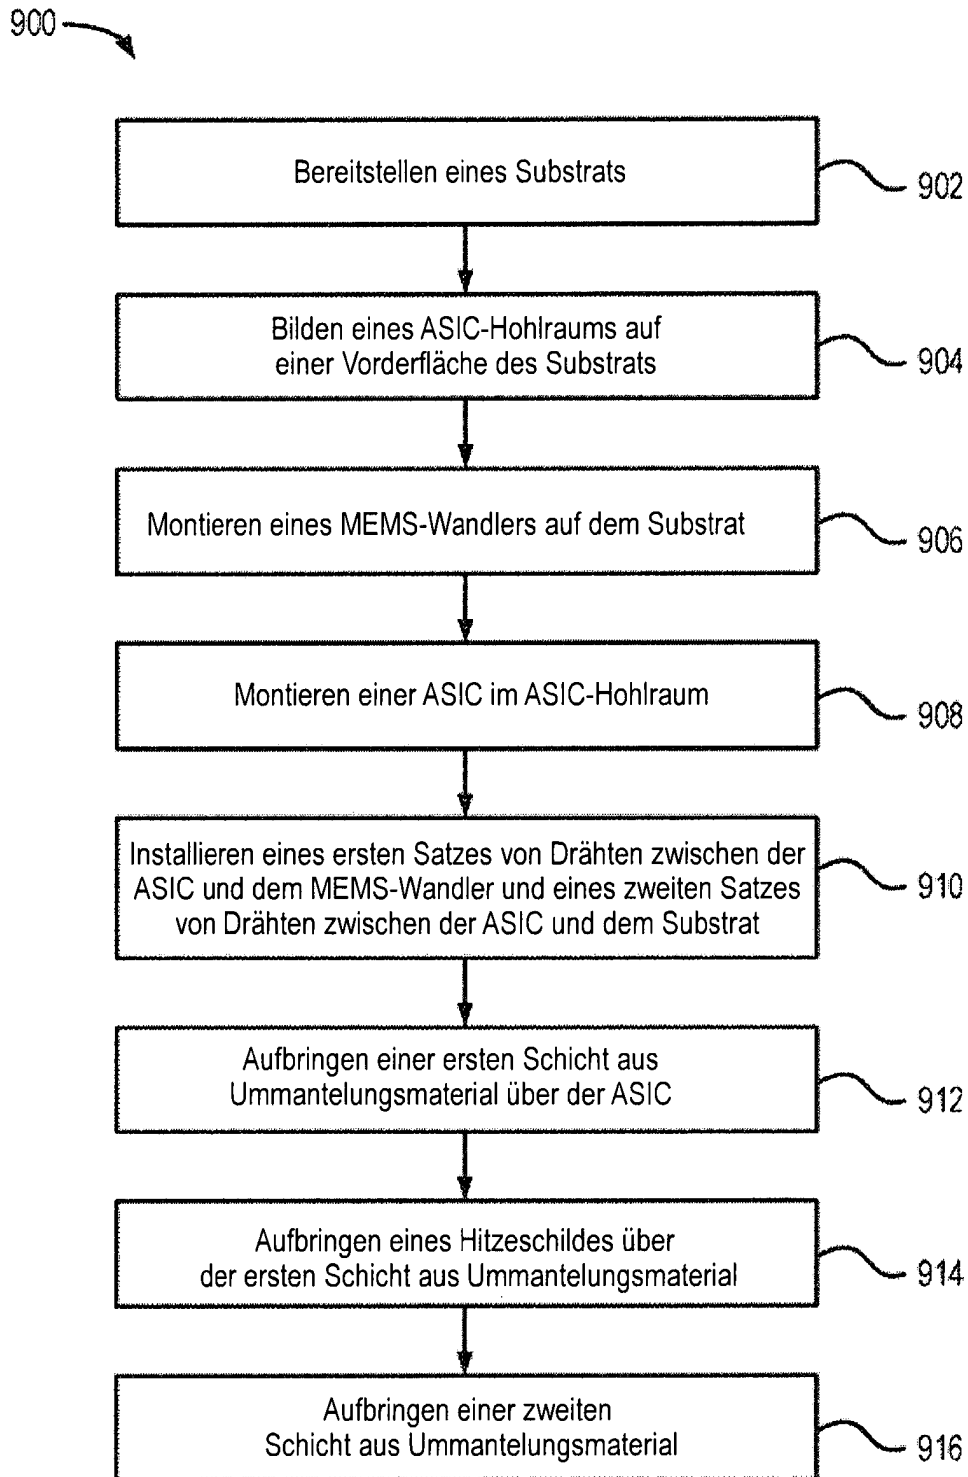 900
Bereitstellen eines Substrats
902
Bilden eines ASIC-Hohlraums auf
einer Vorderfläche des Substrats
904
Montieren eines MEMS-Wandlers auf dem Substrat
906
Montieren einer ASIC im ASIC-Hohlraum
908
Installieren eines ersten Satzes von Drähten zwischen der
ASIC und dem MEMS-Wandler und eines zweiten Satzes
von Drähten zwischen der ASIC und dem Substrat
910
Aufbringen einer ersten Schicht aus
Ummantelungsmaterial über der ASIC
912
Aufbringen eines Hitzeschildes über
der ersten Schicht aus Ummantelungsmaterial
914
Aufbringen einer zweiten
Schicht aus Ummantelungsmaterial
916